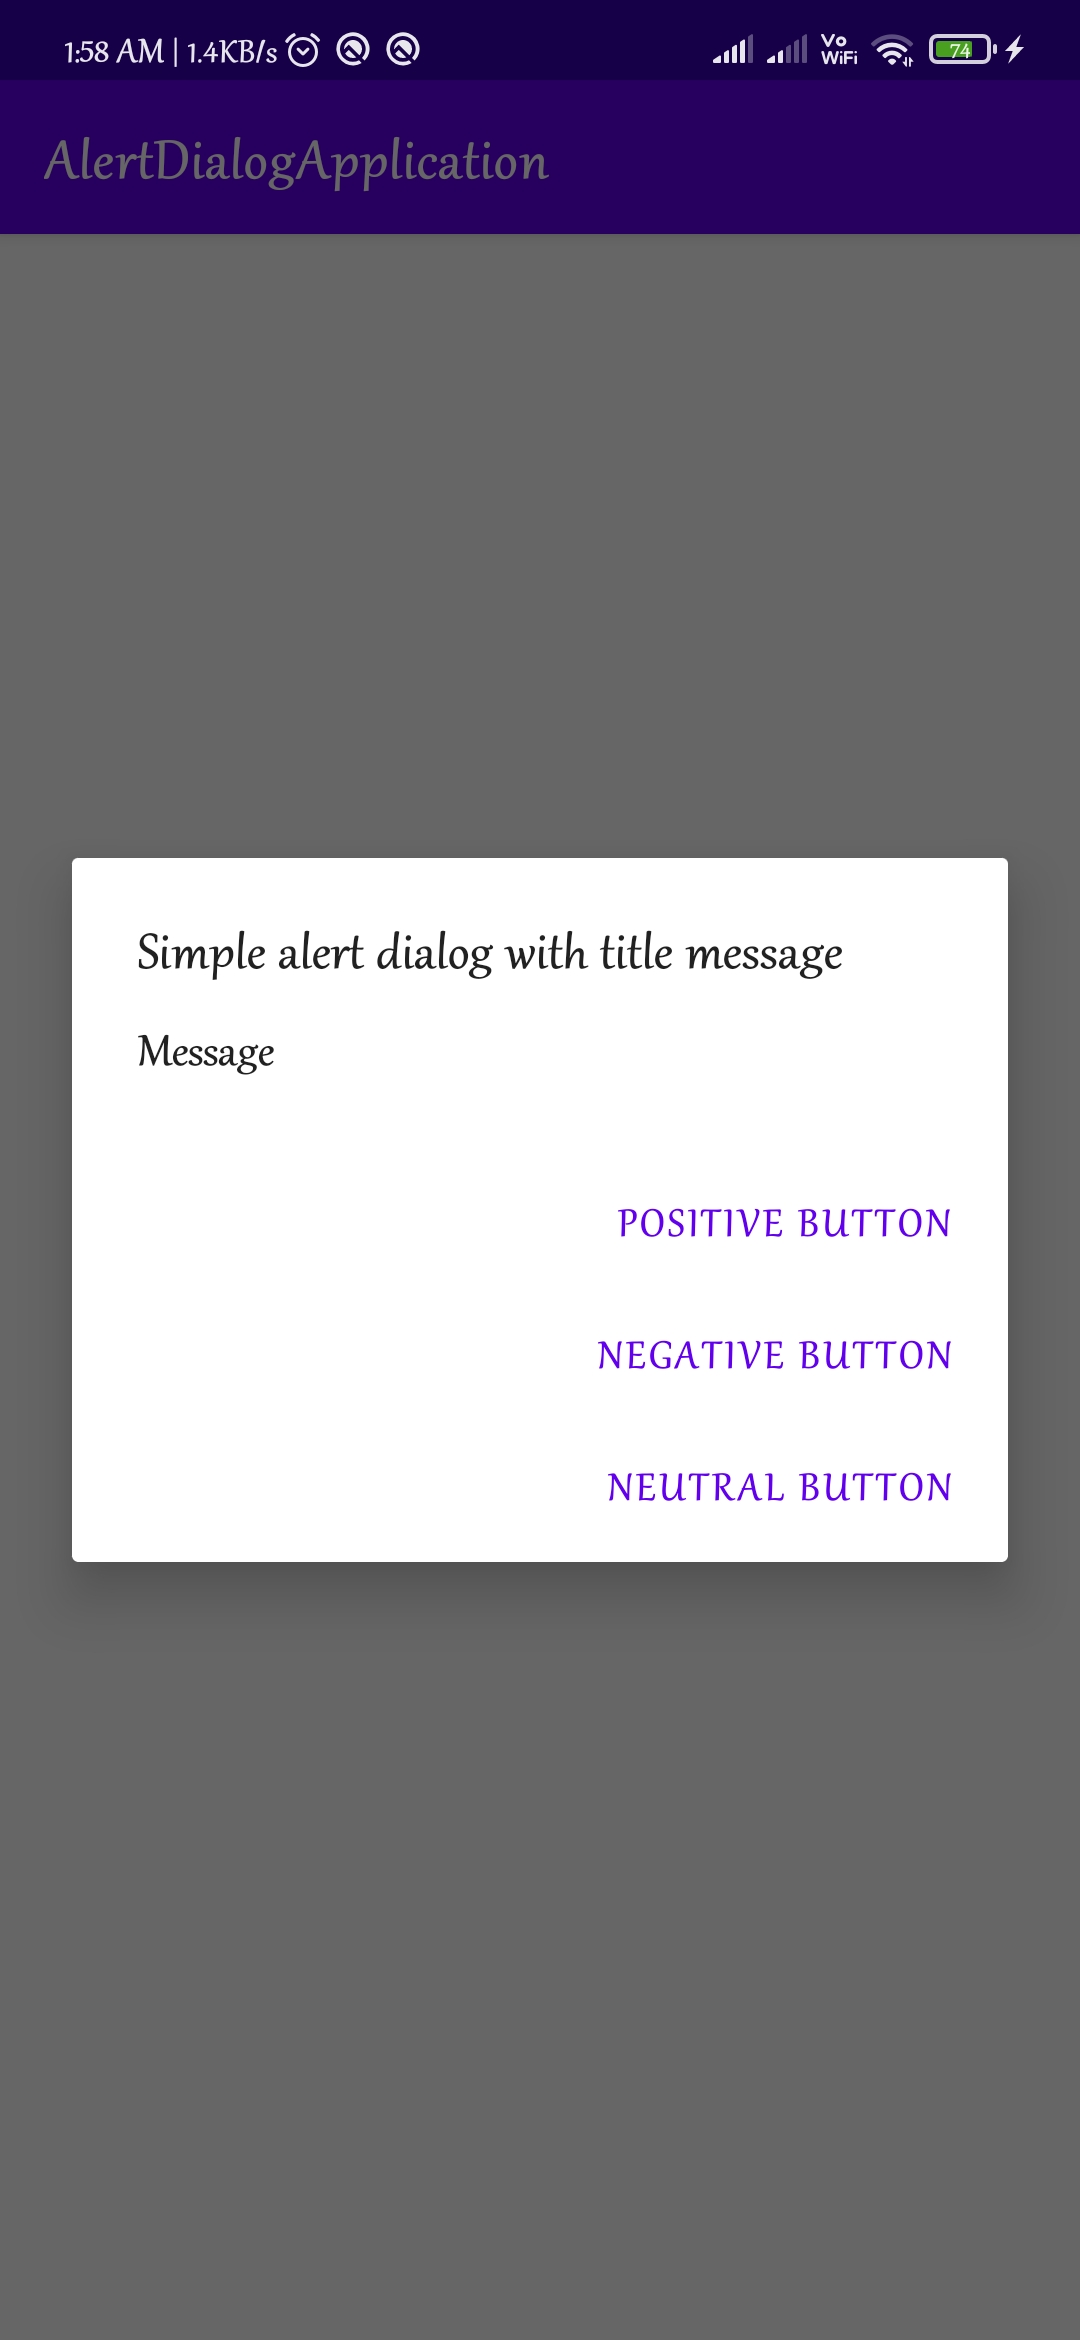 1:58 AM | 1.4KB/s Vo WiFi 74
AlertDialogApplication
Simple alert dialog with title message
Message
POSITIVE BUTTON
NEGATIVE BUTTON
NEUTRAL BUTTON